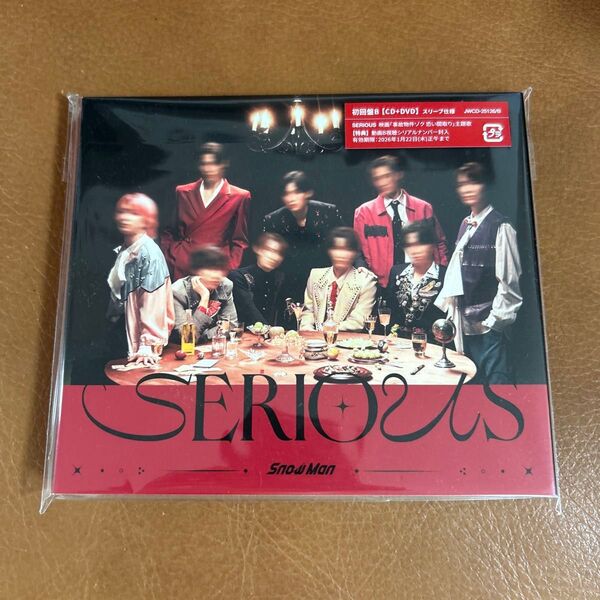 初回盤B【CD+DVD】スリーブ仕様 JWCD-25126/B
SERIOUS 映画「事故物件ゾク 恐い間取り」主題歌
【特典】動画B視聴シリアルナンバー封入
有効期限：2026年1月22日(木)正午まで
SERIOUS
Snow Man